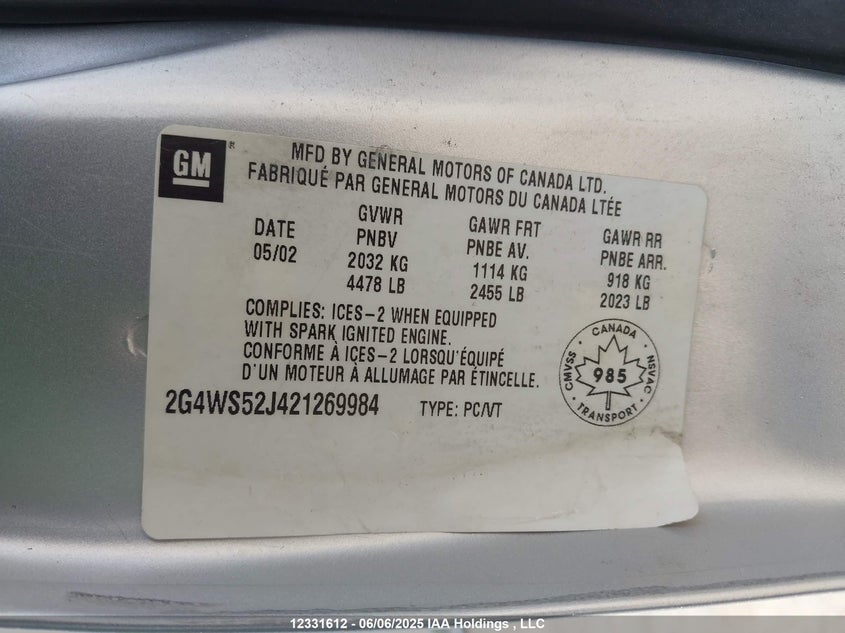 GM ®
MFD BY GENERAL MOTORS OF CANADA LTD.
FABRIQUÉ PAR GENERAL MOTORS DU CANADA LTÉE
DATE
05/02
GVWR
PNBV
2032 KG
4478 LB
GAWR FRT
PNBE AV.
1114 KG
2455 LB
GAWR RR
PNBE ARR.
918 KG
2023 LB
COMPLIES: ICES-2 WHEN EQUIPPED
WITH SPARK IGNITED ENGINE.
CONFORME À ICES-2 LORSQU'ÉQUIPÉ
D'UN MOTEUR À ALLUMAGE PAR ÉTINCELLE.
2G4WS52J421269984 TYPE: PC/VT
CANADA
CMVSS
985
NSVAC
TRANSPORT
12331612 - 06/06/2025 IAA Holdings , LLC